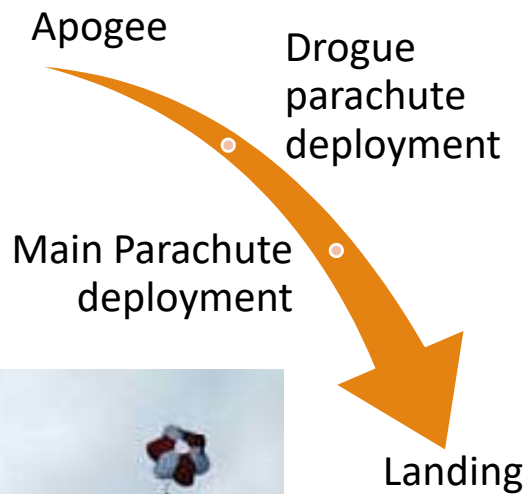 Apogee
Drogue
parachute
deployment
Main Parachute
deployment
Landing